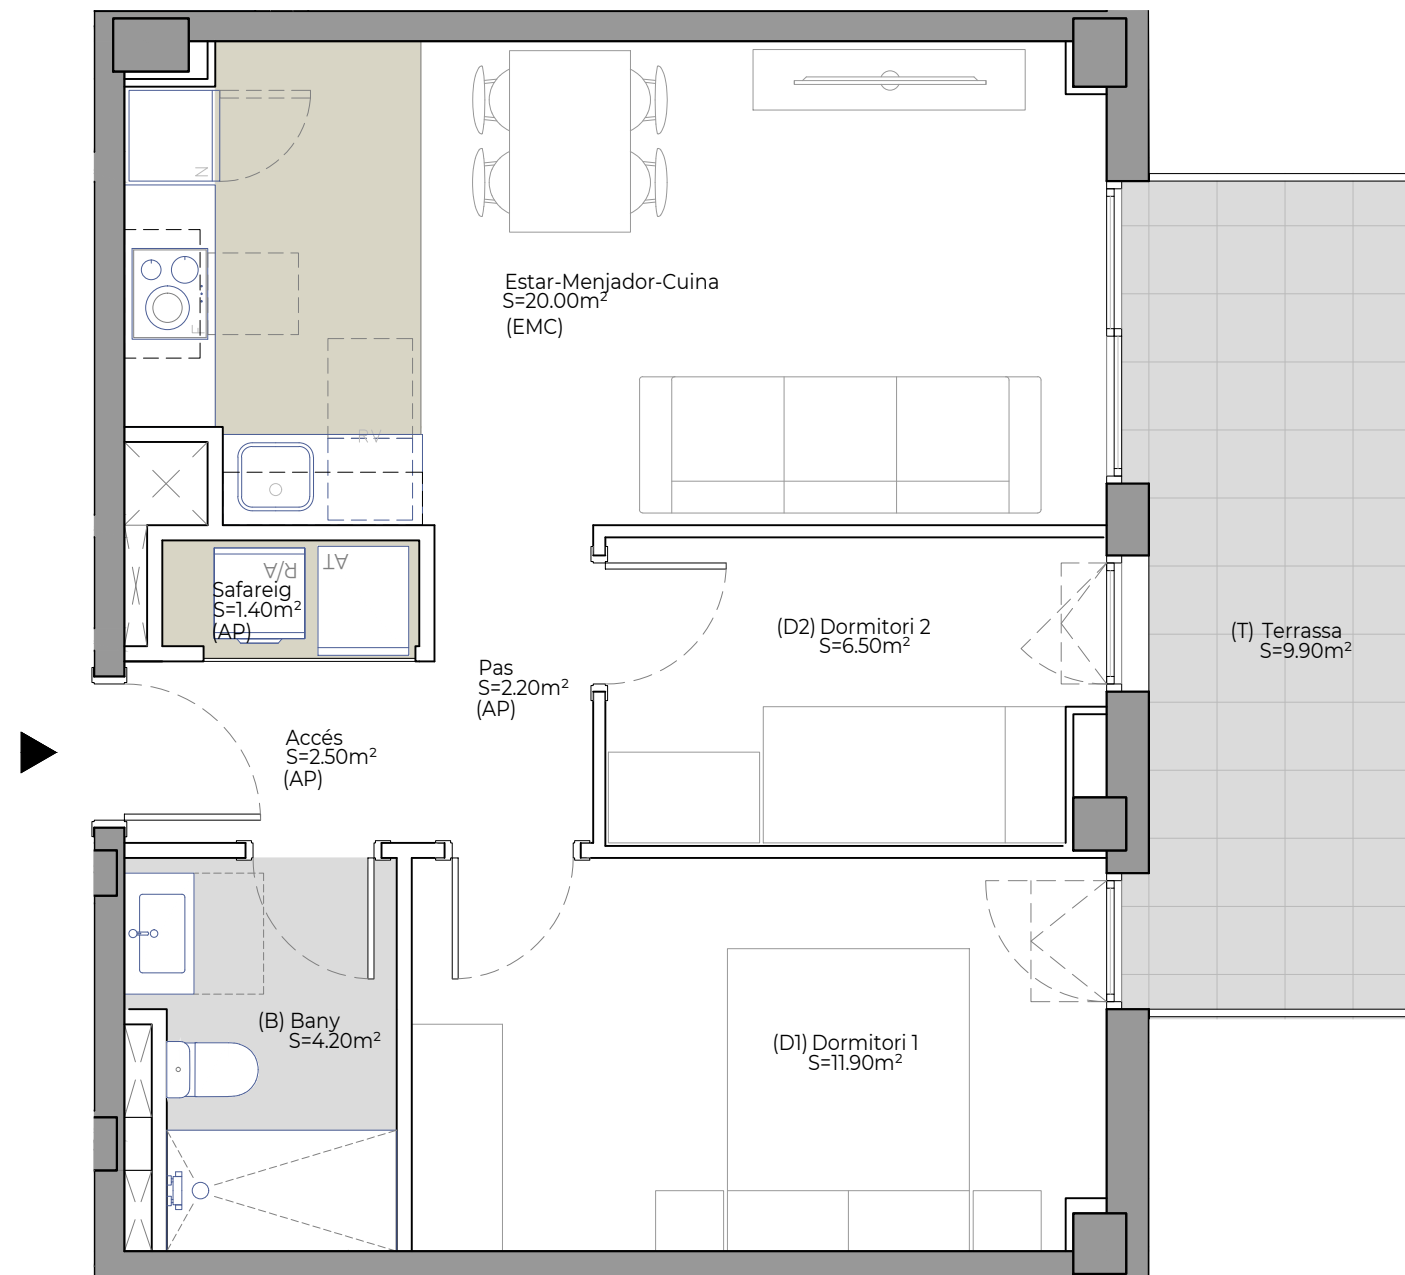 N
Estar-Menjador-Cuina
S=20.00m²
(EMC)
F
RV
R/A
AT
Safareig
S=1.40m²
(AP)
(D2) Dormitori 2
S=6.50m²
(T) Terrassa
S=9.90m²
Pas
S=2.20m²
(AP)
Accés
S=2.50m²
(AP)
(B) Bany
S=4.20m²
(D1) Dormitori 1
S=11.90m²